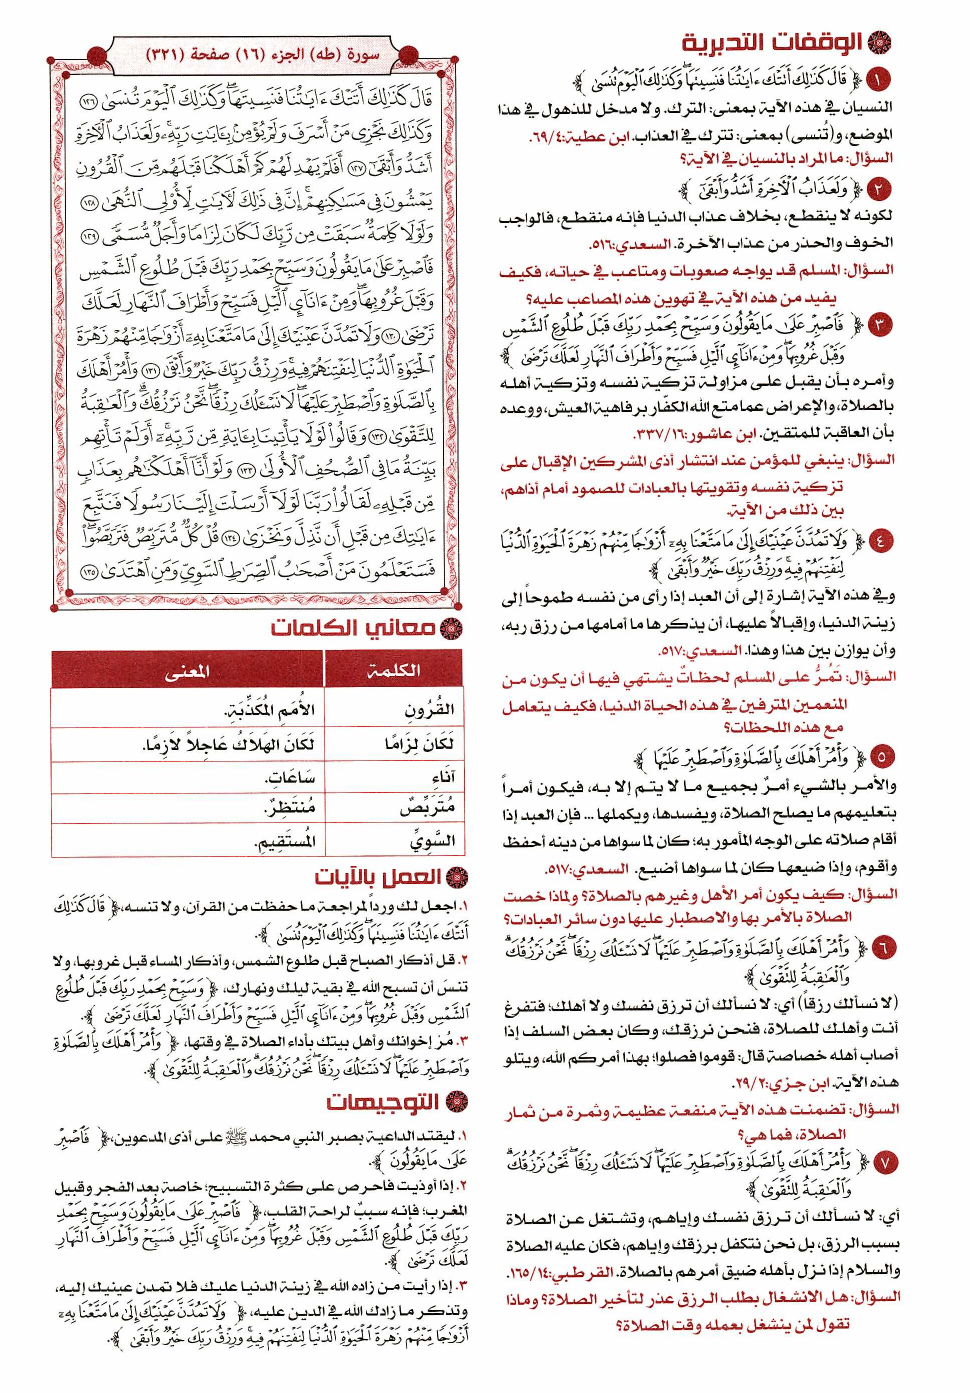 الوقفات التدبرية
١ ﴿ قَالَ كَذَٰلِكَ أَتَتْكَ ءَايَٰتُنَا فَنَسِيتَهَا ۖ وَكَذَٰلِكَ ٱلْيَوْمَ تُنسَىٰ ﴾
النسيان في هذه الآية بمعنى: الترك. ولا مدخل للذهول في هذا
الموضع، و(تُنسى) بمعنى: تترك في العذاب. ابن عطية:٦٩/٤.
السؤال: ما المراد بالنسيان في الآية؟
٢ ﴿ وَلَعَذَابُ ٱلْءَاخِرَةِ أَشَدُّ وَأَبْقَىٰٓ ﴾
لكونه لا ينقطع، بخلاف عذاب الدنيا فإنه منقطع، فالواجب
الخوف والحذر من عذاب الآخرة. السعدي:٥١٦.
السؤال: المسلم قد يواجه صعوبات ومتاعب في حياته، فكيف
يفيد من هذه الآية في تهوين هذه المصاعب عليه؟
٣ ﴿ فَٱصْبِرْ عَلَىٰ مَا يَقُولُونَ وَسَبِّحْ بِحَمْدِ رَبِّكَ قَبْلَ طُلُوعِ ٱلشَّمْسِ
وَقَبْلَ غُرُوبِهَا ۖ وَمِنْ ءَانَآئِ ٱلَّيْلِ فَسَبِّحْ وَأَطْرَافَ ٱلنَّهَارِ لَعَلَّكَ تَرْضَىٰ ﴾
وأمره بأن يقبل على مزاولة تزكية نفسه وتزكية أهله
بالصلاة، والإعراض عما متع الله الكفّار برفاهية العيش، ووعده
بأن العاقبة للمتقين. ابن عاشور:٣٣٧/١٦.
السؤال: ينبغي للمؤمن عند انتشار أذى المشركين الإقبال على
تزكية نفسه وتقويتها بالعبادات للصمود أمام أذاهم،
بين ذلك من الآية.
٤ ﴿ وَلَا تَمُدَّنَّ عَيْنَيْكَ إِلَىٰ مَا مَتَّعْنَا بِهِۦٓ أَزْوَٰجًا مِّنْهُمْ زَهْرَةَ ٱلْحَيَوٰةِ ٱلدُّنْيَا
لِنَفْتِنَهُمْ فِيهِ ۚ وَرِزْقُ رَبِّكَ خَيْرٌ وَأَبْقَىٰ ﴾
وفي هذه الآية إشارة إلى أن العبد إذا رأى من نفسه طموحاً إلى
زينة الدنيا، وإقبالاً عليها، أن يذكرها ما أمامها من رزق ربه،
وأن يوازن بين هذا وهذا. السعدي:٥١٧.
السؤال: تَمُرُّ على المسلم لحظاتٌ يشتهي فيها أن يكون من
المنعمين المترفين في هذه الحياة الدنيا، فكيف يتعامل
مع هذه اللحظات؟
٥ ﴿ وَأْمُرْ أَهْلَكَ بِٱلصَّلَوٰةِ وَٱصْطَبِرْ عَلَيْهَا ﴾
والأمر بالشيء أمرٌ بجميع ما لا يتم إلا به، فيكون أمراً
بتعليمهم ما يصلح الصلاة، ويفسدها، ويكملها ... فإن العبد إذا
أقام صلاته على الوجه المأمور به؛ كان لما سواها من دينه أحفظ
وأقوم، وإذا ضيعها كان لما سواها أضيع. السعدي:٥١٧.
السؤال: كيف يكون أمر الأهل وغيرهم بالصلاة؟ ولماذا خصت
الصلاة بالأمر بها والاصطبار عليها دون سائر العبادات؟
٦ ﴿ وَأْمُرْ أَهْلَكَ بِٱلصَّلَوٰةِ وَٱصْطَبِرْ عَلَيْهَا ۖ لَا نَسْـَٔلُكَ رِزْقًا ۖ نَّحْنُ نَرْزُقُكَ ۗ
وَٱلْعَٰقِبَةُ لِلتَّقْوَىٰ ﴾
(لا نسألك رزقاً) أي: لا نسألك أن ترزق نفسك ولا أهلك؛ فتفرغ
أنت وأهلك للصلاة، فنحن نرزقك، وكان بعض السلف إذا
أصاب أهله خصاصة قال: قوموا فصلوا؛ بهذا أمركم الله، ويتلو
هذه الآية. ابن جزي:٢٩/٢.
السؤال: تضمنت هذه الآية منفعة عظيمة وثمرة من ثمار
الصلاة، فما هي؟
٧ ﴿ وَأْمُرْ أَهْلَكَ بِٱلصَّلَوٰةِ وَٱصْطَبِرْ عَلَيْهَا ۖ لَا نَسْـَٔلُكَ رِزْقًا ۖ نَّحْنُ نَرْزُقُكَ ۗ
وَٱلْعَٰقِبَةُ لِلتَّقْوَىٰ ﴾
أي: لا نسألك أن ترزق نفسك وإياهم، وتشتغل عن الصلاة
بسبب الرزق، بل نحن نتكفل برزقك وإياهم، فكان عليه الصلاة
والسلام إذا نزل بأهله ضيق أمرهم بالصلاة. القرطبي:١٦٥/١٤.
السؤال: هل الانشغال بطلب الرزق عذر لتأخير الصلاة؟ وماذا
تقول لمن ينشغل بعمله وقت الصلاة؟
سورة (طه) الجزء (١٦) صفحة (٣٢١)
قَالَ كَذَٰلِكَ أَتَتْكَ ءَايَٰتُنَا فَنَسِيتَهَا ۖ وَكَذَٰلِكَ ٱلْيَوْمَ تُنسَىٰ ١٢٦
وَكَذَٰلِكَ نَجْزِى مَنْ أَسْرَفَ وَلَمْ يُؤْمِنۢ بِـَٔايَٰتِ رَبِّهِۦ ۚ وَلَعَذَابُ ٱلْءَاخِرَةِ
أَشَدُّ وَأَبْقَىٰٓ ١٢٧ أَفَلَمْ يَهْدِ لَهُمْ كَمْ أَهْلَكْنَا قَبْلَهُم مِّنَ ٱلْقُرُونِ
يَمْشُونَ فِى مَسَٰكِنِهِمْ ۗ إِنَّ فِى ذَٰلِكَ لَءَايَٰتٍ لِّأُو۟لِى ٱلنُّهَىٰ ١٢٨
وَلَوْلَا كَلِمَةٌ سَبَقَتْ مِن رَّبِّكَ لَكَانَ لِزَامًا وَأَجَلٌ مُّسَمًّى ١٢٩
فَٱصْبِرْ عَلَىٰ مَا يَقُولُونَ وَسَبِّحْ بِحَمْدِ رَبِّكَ قَبْلَ طُلُوعِ ٱلشَّمْسِ
وَقَبْلَ غُرُوبِهَا ۖ وَمِنْ ءَانَآئِ ٱلَّيْلِ فَسَبِّحْ وَأَطْرَافَ ٱلنَّهَارِ لَعَلَّكَ
تَرْضَىٰ ١٣٠ وَلَا تَمُدَّنَّ عَيْنَيْكَ إِلَىٰ مَا مَتَّعْنَا بِهِۦٓ أَزْوَٰجًا مِّنْهُمْ زَهْرَةَ
ٱلْحَيَوٰةِ ٱلدُّنْيَا لِنَفْتِنَهُمْ فِيهِ ۚ وَرِزْقُ رَبِّكَ خَيْرٌ وَأَبْقَىٰ ١٣١ وَأْمُرْ أَهْلَكَ
بِٱلصَّلَوٰةِ وَٱصْطَبِرْ عَلَيْهَا ۖ لَا نَسْـَٔلُكَ رِزْقًا ۖ نَّحْنُ نَرْزُقُكَ ۗ وَٱلْعَٰقِبَةُ
لِلتَّقْوَىٰ ١٣٢ وَقَالُوا۟ لَوْلَا يَأْتِينَا بِـَٔايَةٍ مِّن رَّبِّهِۦٓ ۚ أَوَلَمْ تَأْتِهِم
بَيِّنَةُ مَا فِى ٱلصُّحُفِ ٱلْأُولَىٰ ١٣٣ وَلَوْ أَنَّآ أَهْلَكْنَٰهُم بِعَذَابٍ
مِّن قَبْلِهِۦ لَقَالُوا۟ رَبَّنَا لَوْلَآ أَرْسَلْتَ إِلَيْنَا رَسُولًا فَنَتَّبِعَ
ءَايَٰتِكَ مِن قَبْلِ أَن نَّذِلَّ وَنَخْزَىٰ ١٣٤ قُلْ كُلٌّ مُّتَرَبِّصٌ فَتَرَبَّصُوا۟ ۖ
فَسَتَعْلَمُونَ مَنْ أَصْحَٰبُ ٱلصِّرَٰطِ ٱلسَّوِىِّ وَمَنِ ٱهْتَدَىٰ ١٣٥
معاني الكلمات
الكلمة المعنى
القُرُونِ الأُمَمِ المُكَذِّبَةِ.
لَكَانَ لِزَامًا لَكَانَ الهَلَاكُ عَاجِلاً لاَزِمًا.
آنَاءِ سَاعَاتِ.
مُتَرَبِّصٌ مُنتَظِرٌ.
السَّوِيِّ المُستَقِيمِ.
العمل بالآيات
١. اجعل لك ورداً لمراجعة ما حفظت من القرآن، ولا تنسه، ﴿ قَالَ كَذَٰلِكَ
أَتَتْكَ ءَايَٰتُنَا فَنَسِيتَهَا ۖ وَكَذَٰلِكَ ٱلْيَوْمَ تُنسَىٰ ﴾.
٢. قل أذكار الصباح قبل طلوع الشمس، وأذكار المساء قبل غروبها، ولا
تنسَ أن تسبح الله في بقية ليلك ونهارك، ﴿ وَسَبِّحْ بِحَمْدِ رَبِّكَ قَبْلَ طُلُوعِ
ٱلشَّمْسِ وَقَبْلَ غُرُوبِهَا ۖ وَمِنْ ءَانَآئِ ٱلَّيْلِ فَسَبِّحْ وَأَطْرَافَ ٱلنَّهَارِ لَعَلَّكَ تَرْضَىٰ ﴾.
٣. مُرْ إخوانك وأهل بيتك بأداء الصلاة في وقتها، ﴿ وَأْمُرْ أَهْلَكَ بِٱلصَّلَوٰةِ
وَٱصْطَبِرْ عَلَيْهَا ۖ لَا نَسْـَٔلُكَ رِزْقًا ۖ نَّحْنُ نَرْزُقُكَ ۗ وَٱلْعَٰقِبَةُ لِلتَّقْوَىٰ ﴾.
التوجيهات
١. ليقتد الداعية بصبر النبي محمد ﷺ على أذى المدعوين، ﴿ فَٱصْبِرْ
عَلَىٰ مَا يَقُولُونَ ﴾.
٢. إذا أوذيت فاحرص على كثرة التسبيح؛ خاصة بعد الفجر وقبيل
المغرب؛ فإنه سببٌ لراحة القلب، ﴿ فَٱصْبِرْ عَلَىٰ مَا يَقُولُونَ وَسَبِّحْ بِحَمْدِ
رَبِّكَ قَبْلَ طُلُوعِ ٱلشَّمْسِ وَقَبْلَ غُرُوبِهَا ۖ وَمِنْ ءَانَآئِ ٱلَّيْلِ فَسَبِّحْ وَأَطْرَافَ ٱلنَّهَارِ
لَعَلَّكَ تَرْضَىٰ ﴾.
٣. إذا رأيت من زاده الله في زينة الدنيا عليك فلا تمدن عينيك إليه،
وتذكر ما زادك الله في الدين عليه، ﴿ وَلَا تَمُدَّنَّ عَيْنَيْكَ إِلَىٰ مَا مَتَّعْنَا بِهِۦٓ
أَزْوَٰجًا مِّنْهُمْ زَهْرَةَ ٱلْحَيَوٰةِ ٱلدُّنْيَا لِنَفْتِنَهُمْ فِيهِ ۚ وَرِزْقُ رَبِّكَ خَيْرٌ وَأَبْقَىٰ ﴾.